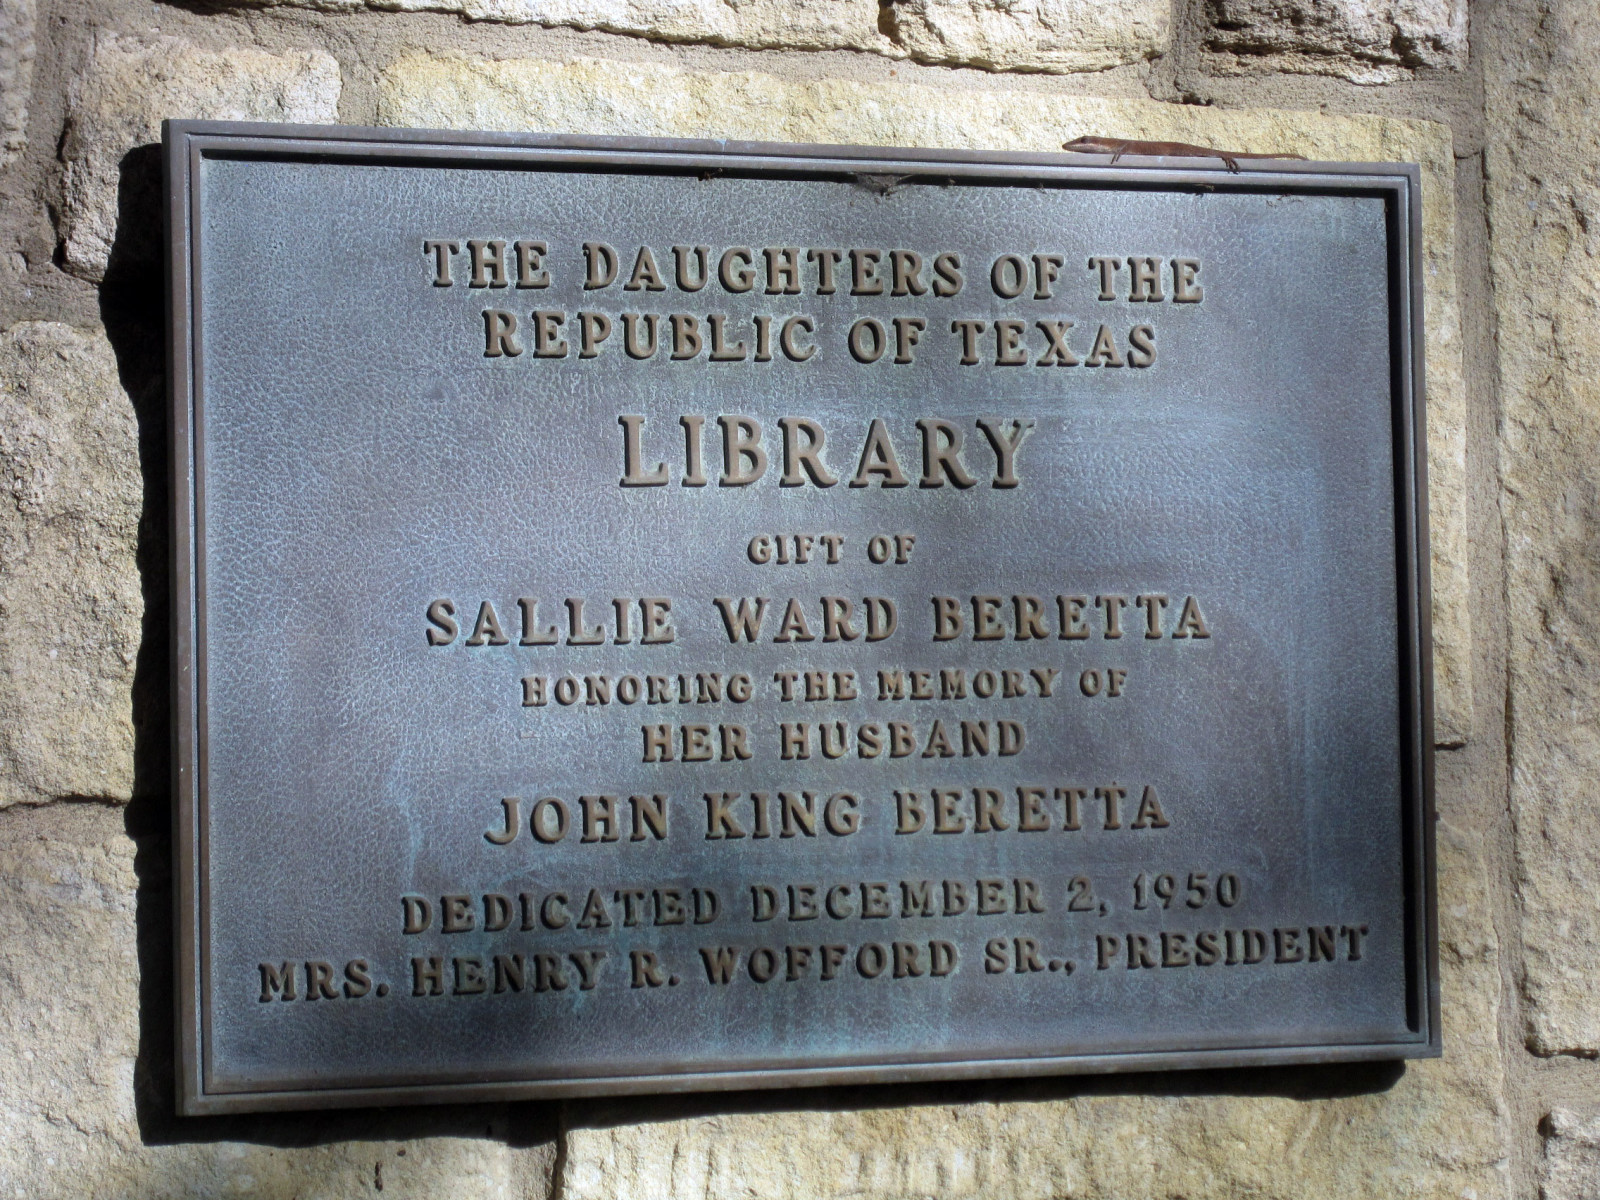 THE DAUGHTERS OF THE
REPUBLIC OF TEXAS
LIBRARY
GIFT OF
SALLIE WARD BERETTA
HONORING THE MEMORY OF
HER HUSBAND
JOHN KING BERETTA
DEDICATED DECEMBER 2, 1950
MRS. HENRY R. WOFFORD SR., PRESIDENT